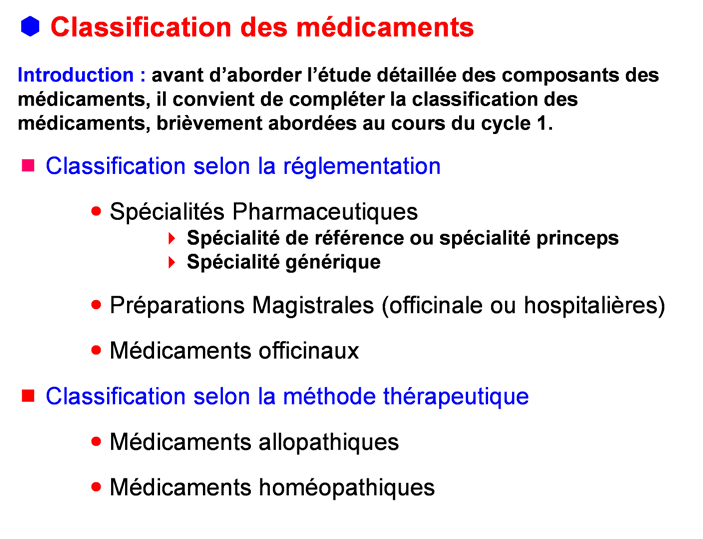 Classification des médicaments
Introduction : avant d’aborder l’étude détaillée des composants des
médicaments, il convient de compléter la classification des
médicaments, brièvement abordées au cours du cycle 1.
Classification selon la réglementation
Spécialités Pharmaceutiques
Spécialité de référence ou spécialité princeps
Spécialité générique
Préparations Magistrales (officinale ou hospitalières)
Médicaments officinaux
Classification selon la méthode thérapeutique
Médicaments allopathiques
Médicaments homéopathiques